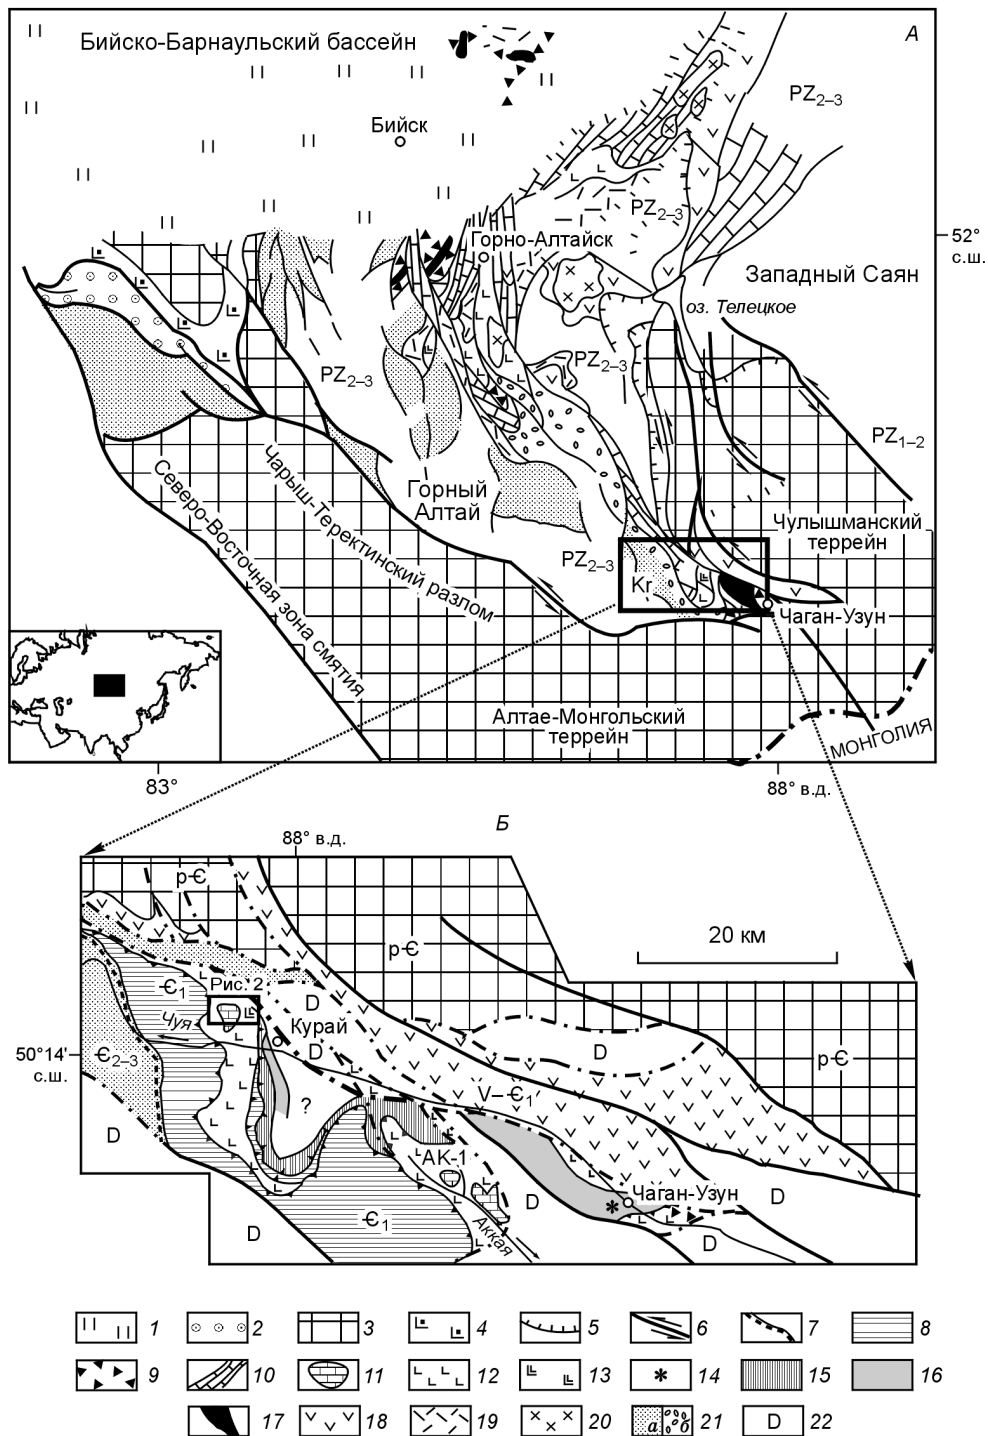 Бийско-Барнаульский бассейн
А
PZ2–3
Бийск
PZ2–3
Горно-Алтайск
52°
с.ш.
Западный Саян
оз. Телецкое
PZ2–3
PZ2–3
PZ1–2
Северо-Восточная зона смятия
Чарыш-Теректинский разлом
Горный
Алтай
Чулышманский
террейн
PZ2–3
Kr
Чаган-Узун
Алтае-Монгольский
террейн
МОНГОЛИЯ
83°
88° в.д.
Б
88° в.д.
p-Є
p-Є
20 км
Рис. 2
Є1
D
Чуя
Курай
D
D
50°14'
с.ш.
Є2–3
p-Є
V–Є1
?
D
АК-1
Чаган-Узун
D
D
Є1
D
D
Аккая
1 2 3 4 5 6 7 8
9 10 11 12 13 14 15 16
17 18 19 20 а б 21 D 22